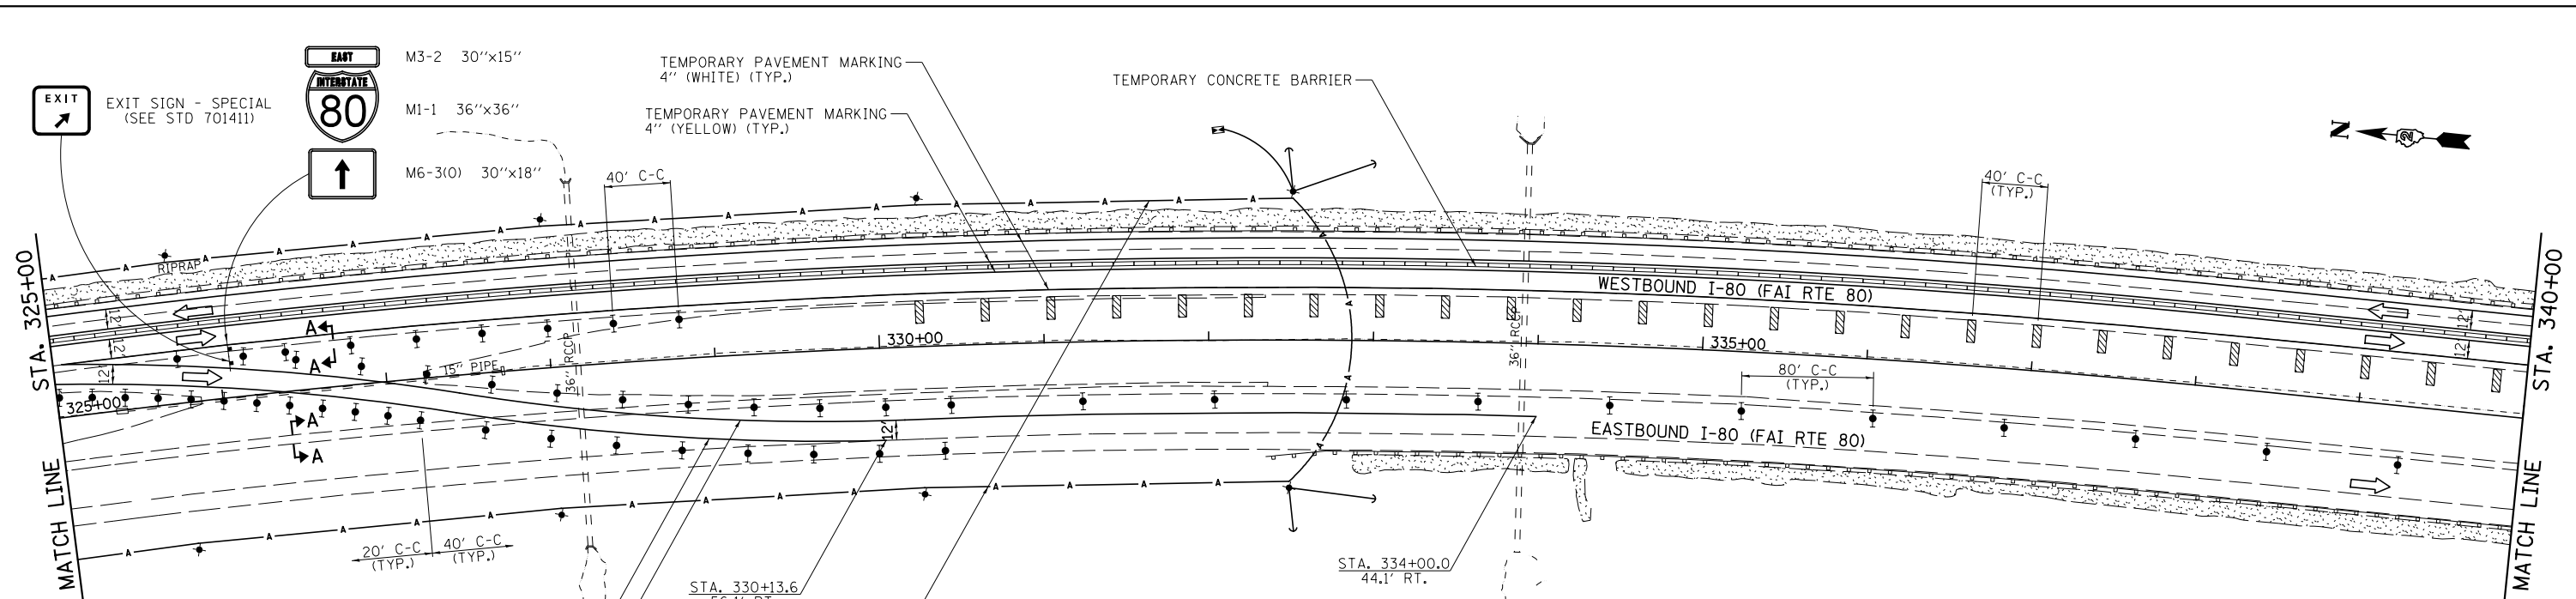 EXIT
EXIT SIGN - SPECIAL
(SEE STD 701411)
EAST
INTERSTATE
80
M3-2 30''x15''
M1-1 36''x36''
M6-3(O) 30''x18''
TEMPORARY PAVEMENT MARKING
4'' (WHITE) (TYP.)
TEMPORARY PAVEMENT MARKING
4'' (YELLOW) (TYP.)
TEMPORARY CONCRETE BARRIER
N
40' C-C
40' C-C
(TYP.)
RIPRAP
A A A A A A A A A A A A A A A A A
STA. 325+00
MATCH LINE
12'
12'
12'
A
A
A
A
325+00
15" PIPE
36" RCCP
330+00
WESTBOUND I-80 (FAI RTE 80)
335+00
36" RCCP
80' C-C
(TYP.)
EASTBOUND I-80 (FAI RTE 80)
12'
12'
12'
STA. 340+00
MATCH LINE
A A A A
A A A A A A A A A A A A A A A A
20' C-C
(TYP.)
40' C-C
(TYP.)
STA. 330+13.6
STA. 334+00.0
44.1' RT.